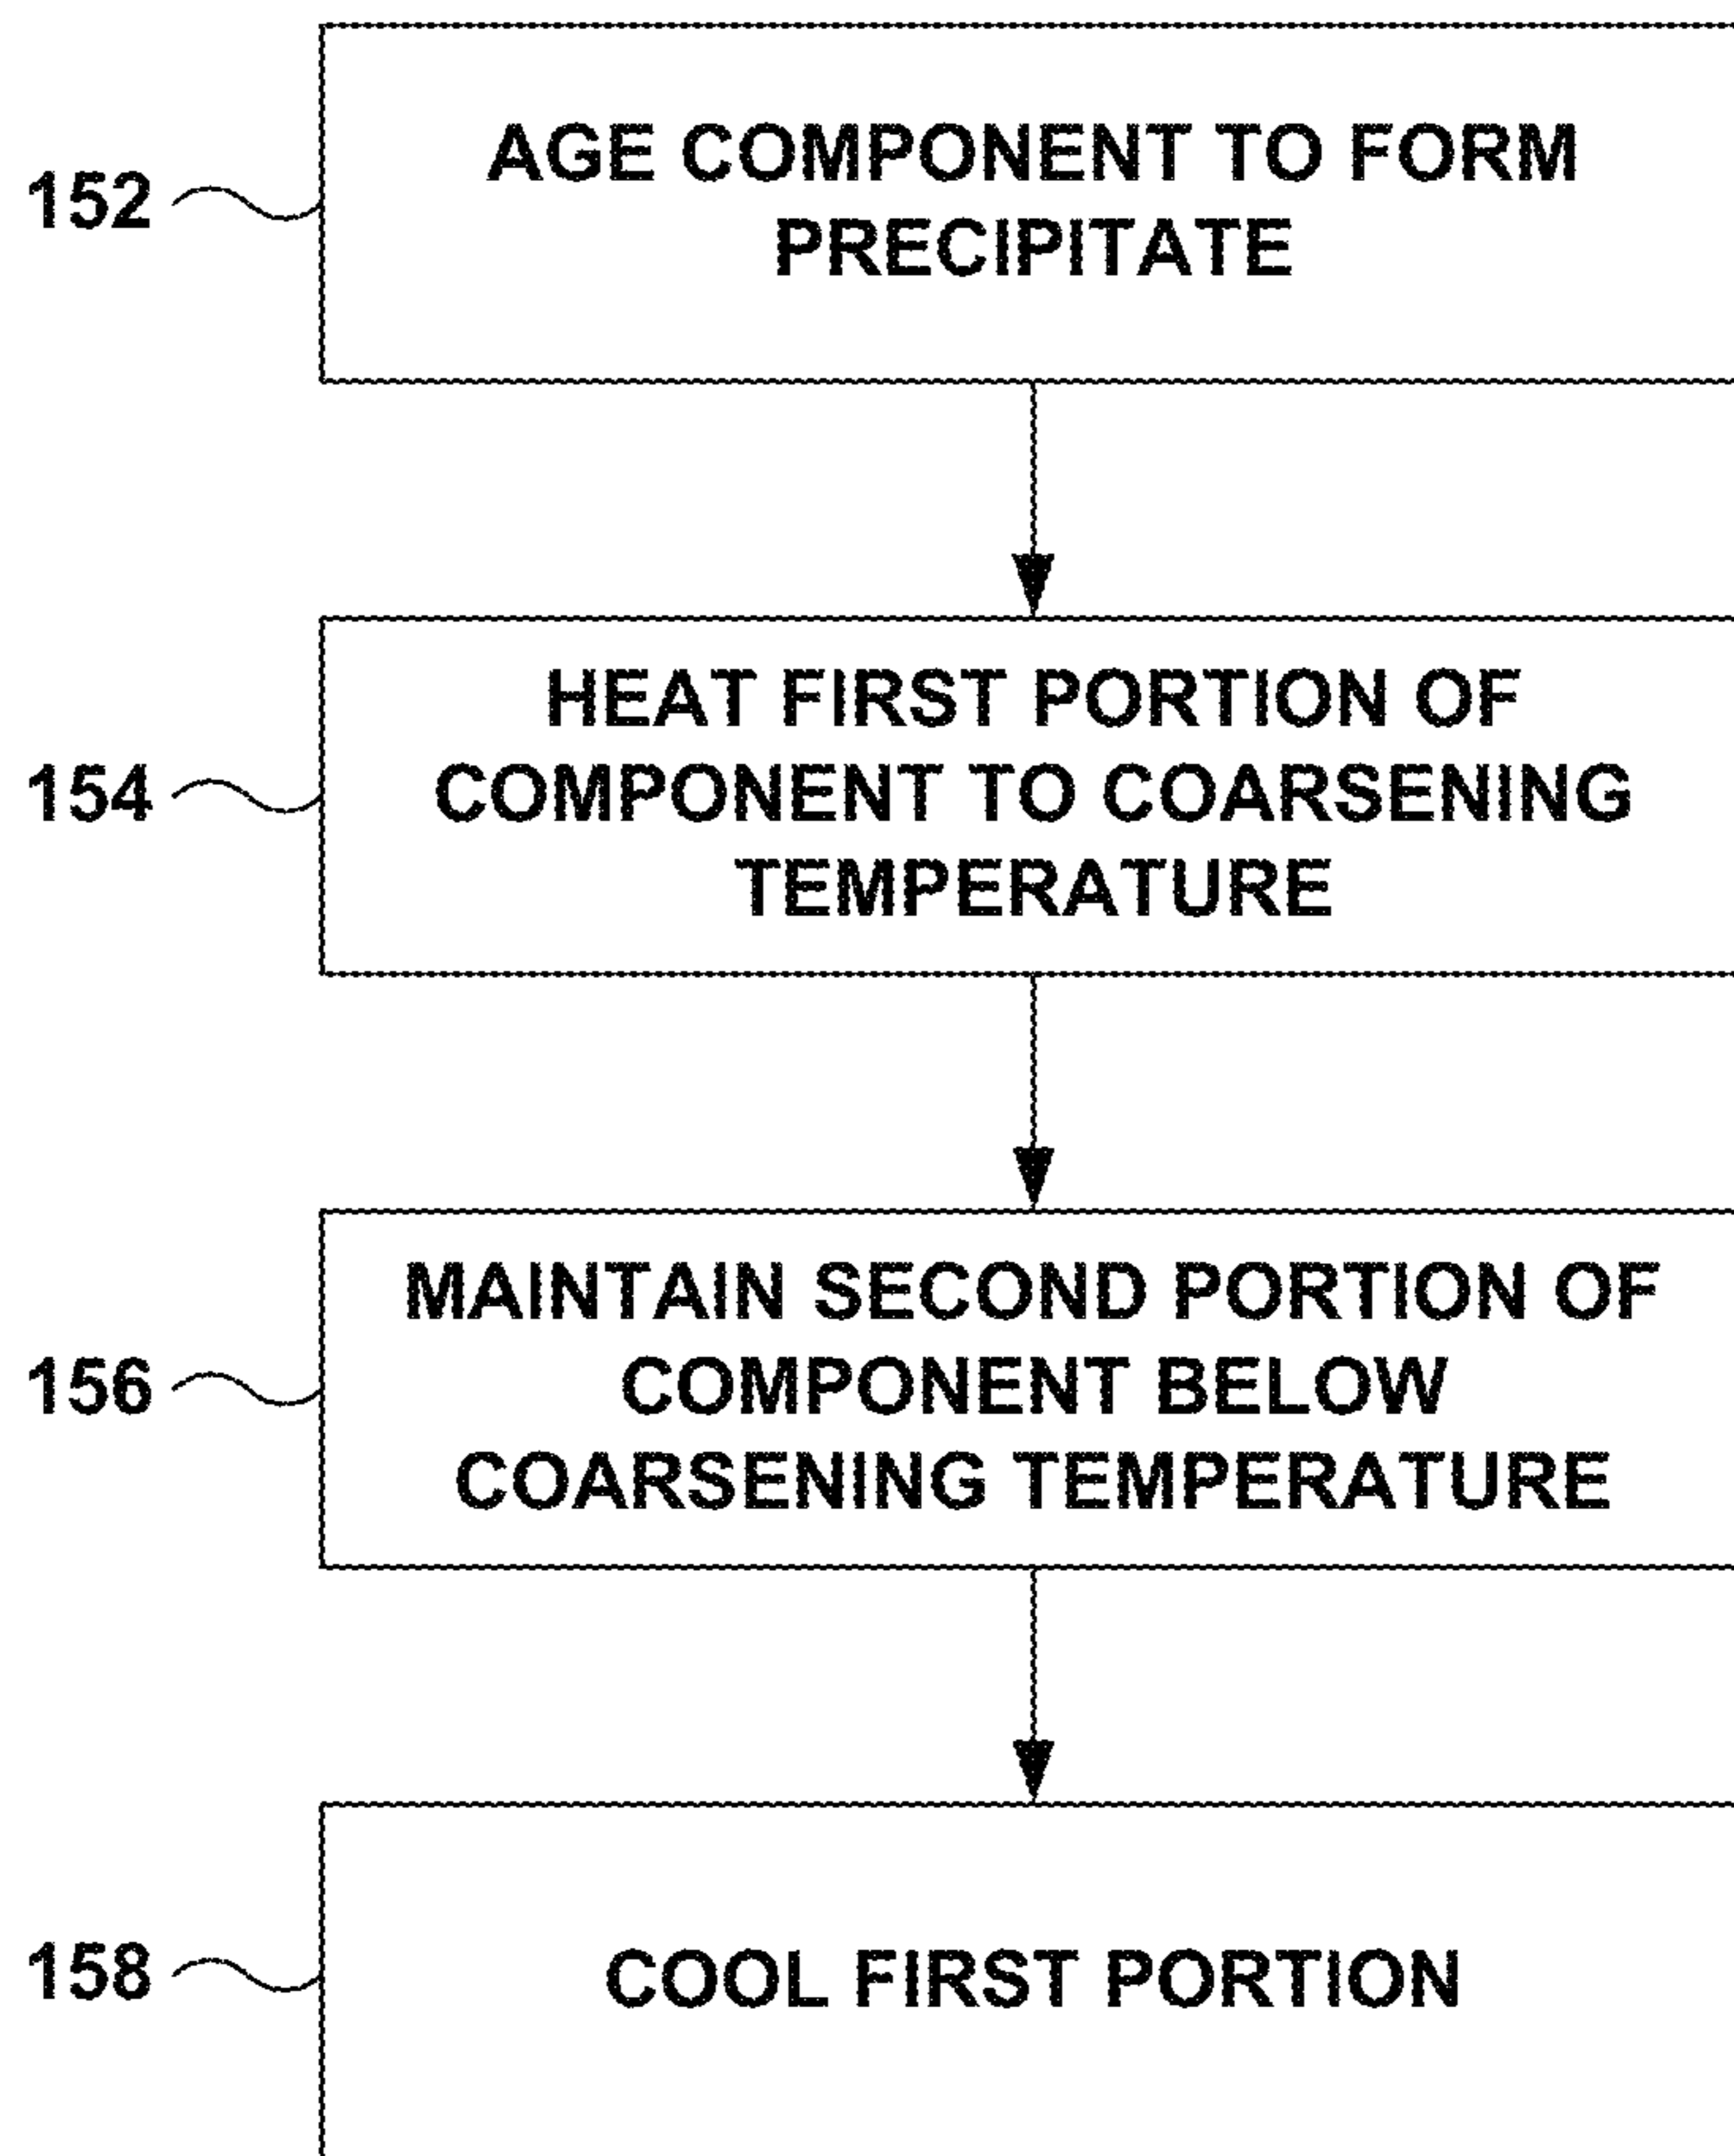 AGE COMPONENT TO FORM
PRECIPITATE
152
HEAT FIRST PORTION OF
COMPONENT TO COARSENING
TEMPERATURE
154
MAINTAIN SECOND PORTION OF
COMPONENT BELOW
COARSENING TEMPERATURE
156
COOL FIRST PORTION
158